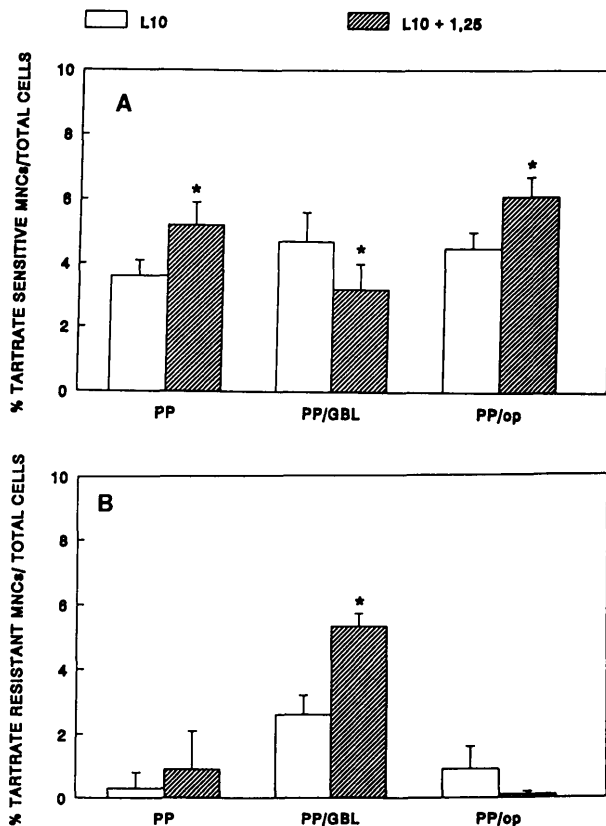 L10
L10 + 1,25
% TARTRATE SENSITIVE MNCs/TOTAL CELLS
10
8
6
4
2
0
A
*
*
*
PP
PP/GBL
PP/op
% TARTRATE RESISTANT MNCs/ TOTAL CELLS
10
8
6
4
2
0
B
*
PP
PP/GBL
PP/op